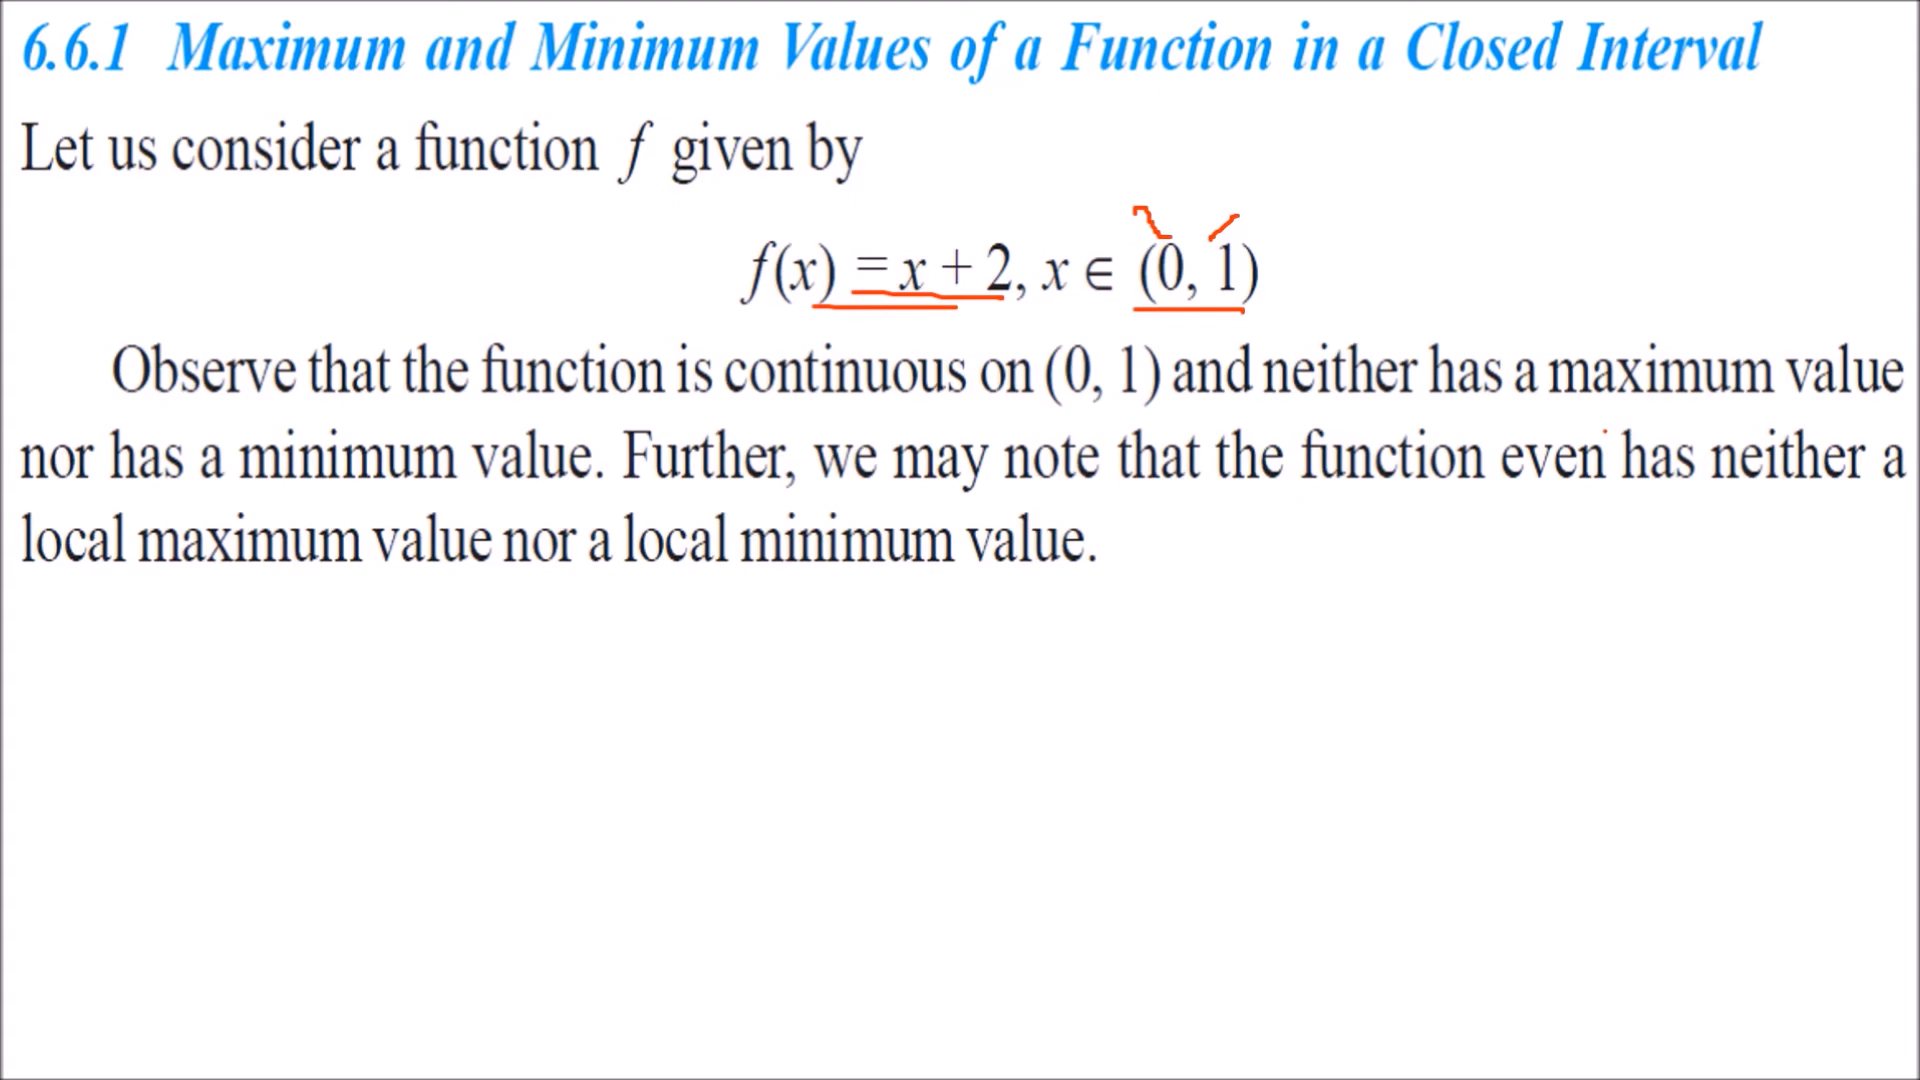 6.6.1 Maximum and Minimum Values of a Function in a Closed Interval
Let us consider a function f given by
f(x) = x + 2, x ∈ (0, 1)
Observe that the function is continuous on (0, 1) and neither has a maximum value
nor has a minimum value. Further, we may note that the function even has neither a
local maximum value nor a local minimum value.